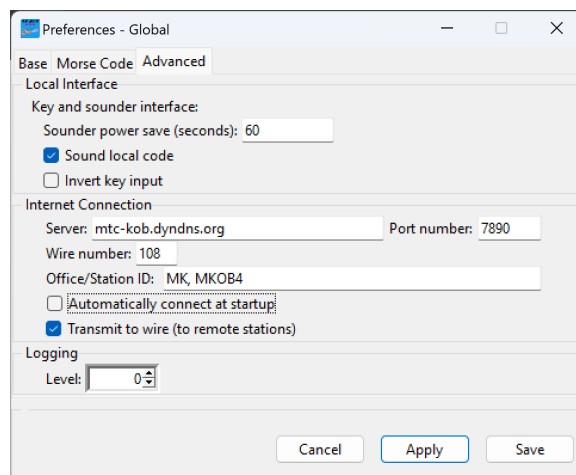 Preferences - Global
Base Morse Code Advanced
Local Interface
Key and sounder interface:
Sounder power save (seconds): 60
Sound local code
Invert key input
Internet Connection
Server: mtc-kob.dyndns.org Port number: 7890
Wire number: 108
Office/Station ID: MK, MKOB4
Automatically connect at startup
Transmit to wire (to remote stations)
Logging
Level: 0
Cancel Apply Save